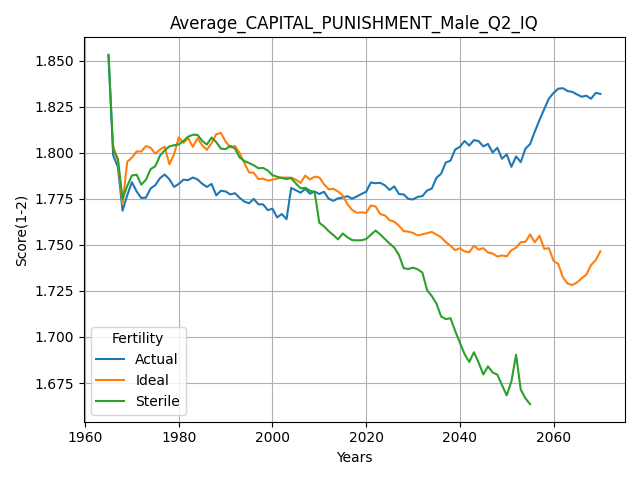 Average_CAPITAL_PUNISHMENT_Male_Q2_IQ
Score(1-2)
1.850
1.825
1.800
1.775
1.750
1.725
1.700
1.675
Fertility
Actual
Ideal
Sterile
1960 1980 2000 2020 2040 2060
Years